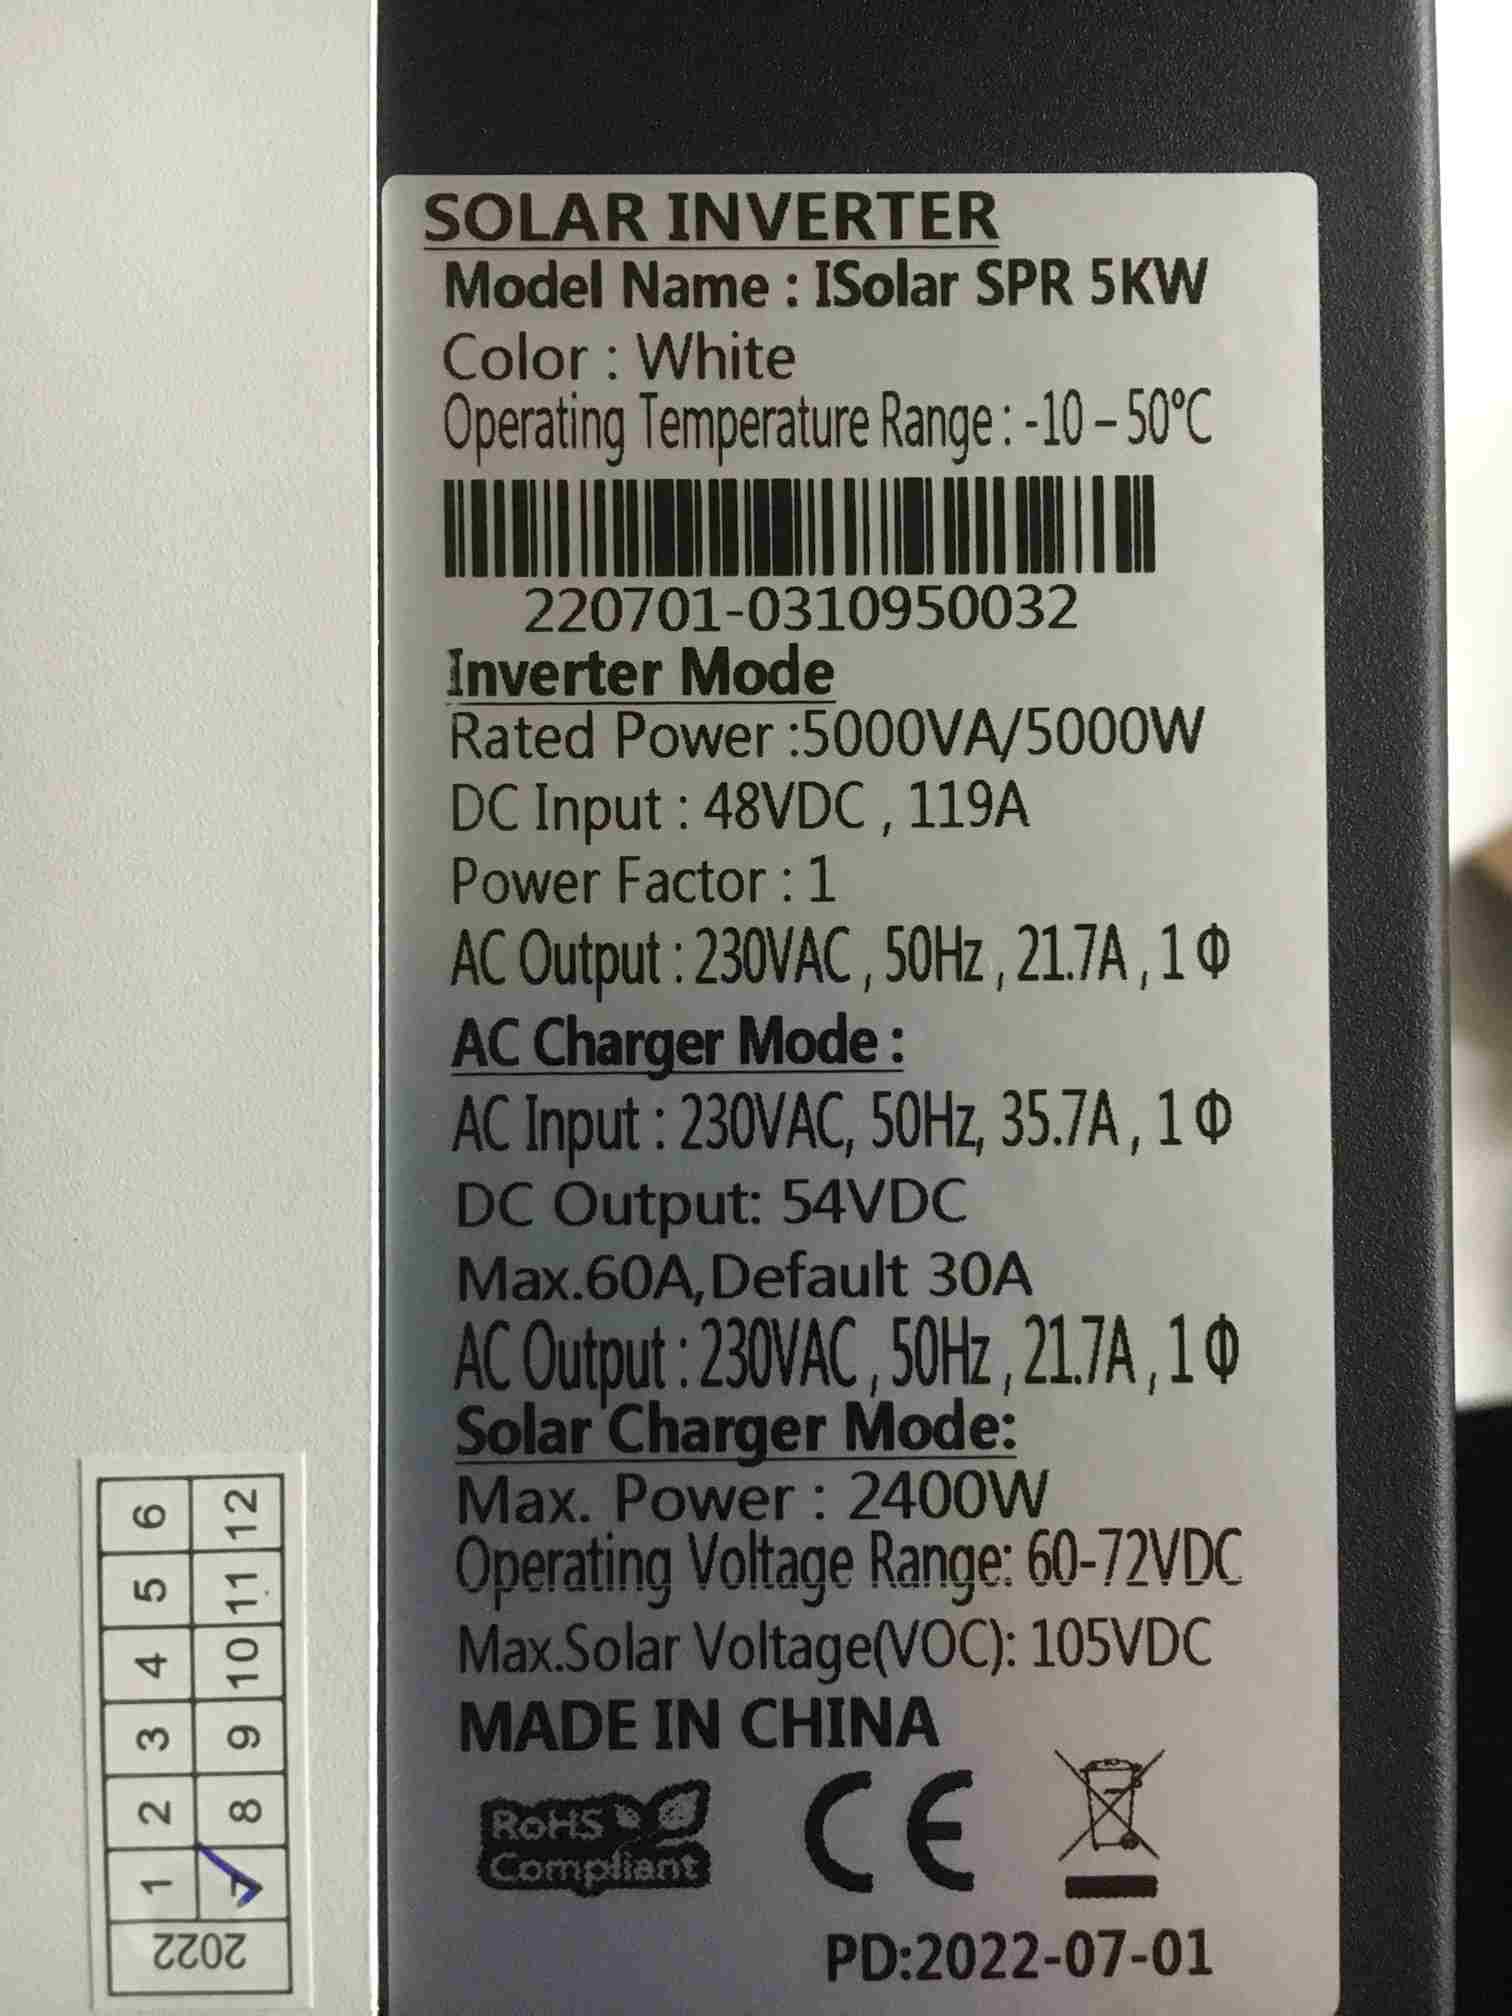 SOLAR INVERTER
Model Name : ISolar SPR 5KW
Color : White
Operating Temperature Range : -10 – 50°C
220701-0310950032
Inverter Mode
Rated Power :5000VA/5000W
DC Input : 48VDC , 119A
Power Factor : 1
AC Output : 230VAC , 50Hz , 21.7A , 1 Φ
AC Charger Mode :
AC Input : 230VAC, 50Hz, 35.7A , 1 Φ
DC Output: 54VDC
Max.60A,Default 30A
AC Output : 230VAC , 50Hz , 21.7A , 1 Φ
Solar Charger Mode:
Max. Power : 2400W
Operating Voltage Range: 60-72VDC
Max.Solar Voltage(VOC): 105VDC
MADE IN CHINA
RoHS
Compliant
CE
PD:2022-07-01
2022
1 2 3 4 5 6
7 8 9 10 11 12